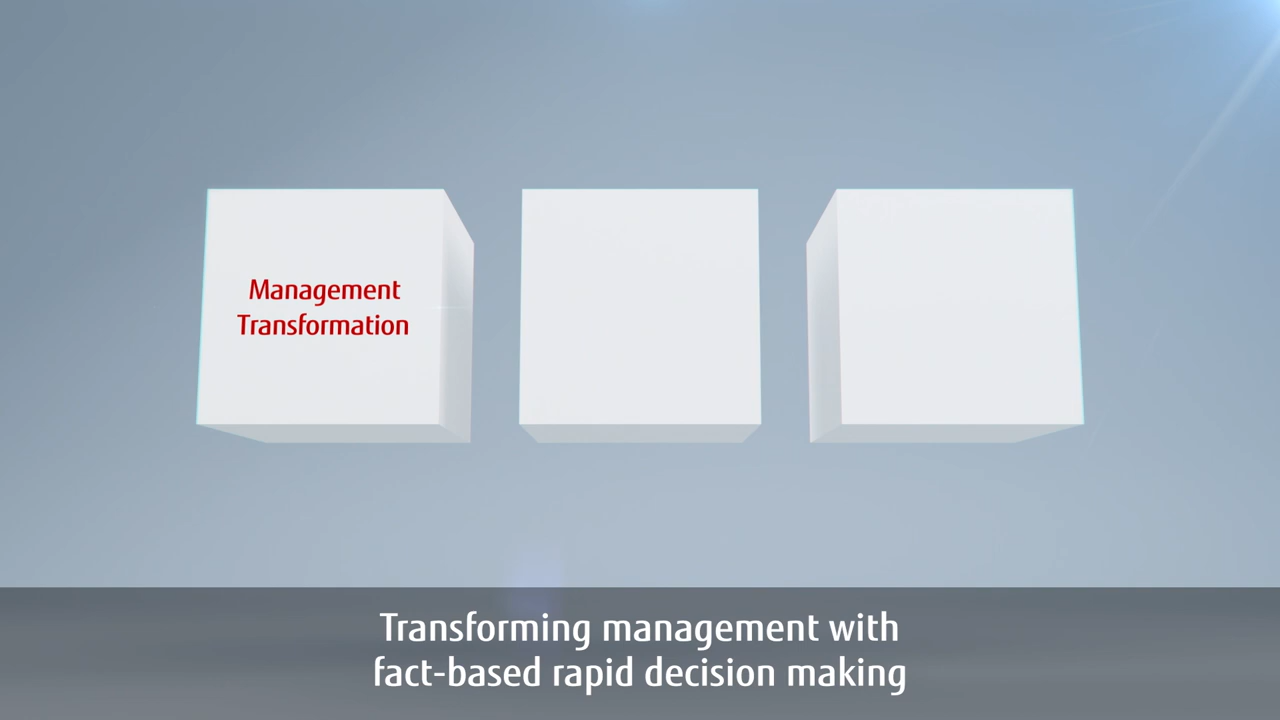 Management
Transformation
Transforming management with
fact-based rapid decision making